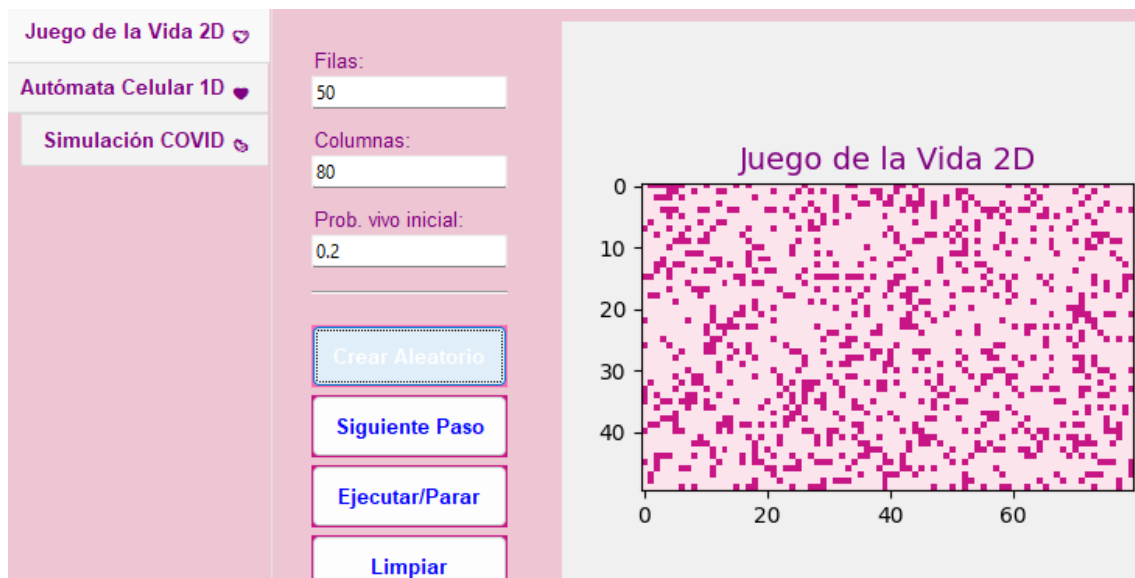 Juego de la Vida 2D
Autómata Celular 1D
Simulación COVID
Filas:
50
Columnas:
80
Prob. vivo inicial:
0.2
Crear Aleatorio
Siguiente Paso
Ejecutar/Parar
Limpiar
Juego de la Vida 2D
0
10
20
30
40
0 20 40 60